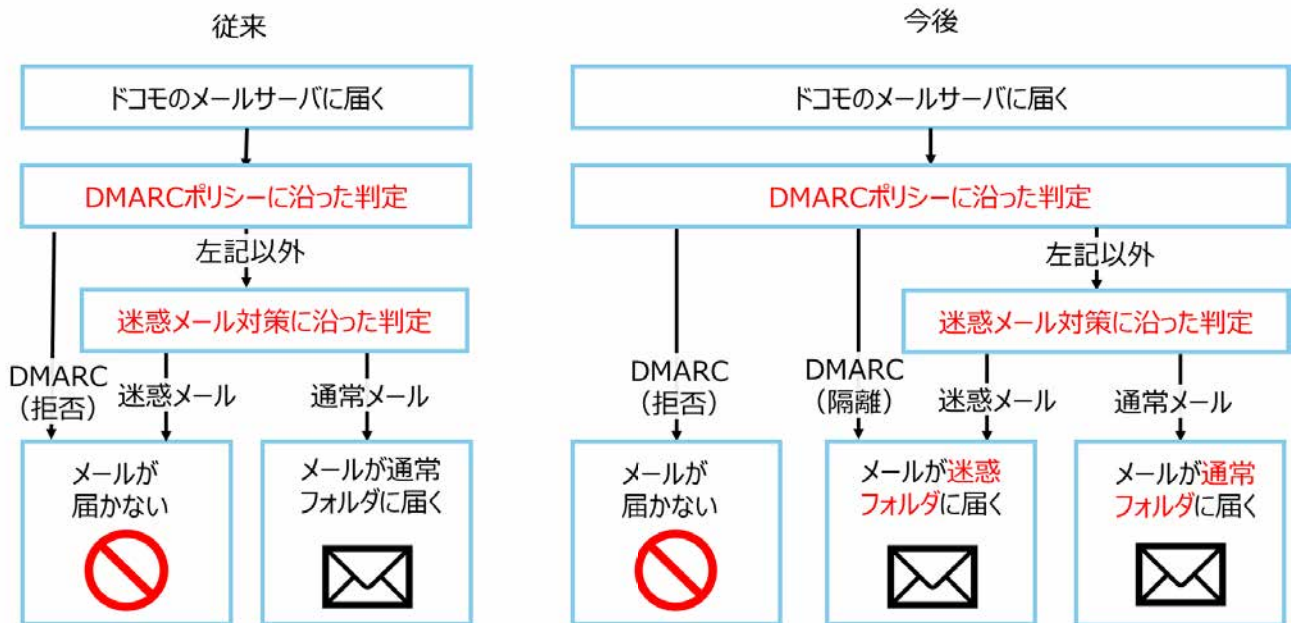 従来
ドコモのメールサーバに届く
DMARCポリシーに沿った判定
左記以外
迷惑メール対策に沿った判定
DMARC
（拒否）
迷惑メール
通常メール
メールが
届かない
メールが通常
フォルダに届く
今後
ドコモのメールサーバに届く
DMARCポリシーに沿った判定
左記以外
迷惑メール対策に沿った判定
DMARC
（拒否）
DMARC
（隔離）
迷惑メール
通常メール
メールが
届かない
メールが迷惑
フォルダに届く
メールが通常
フォルダに届く